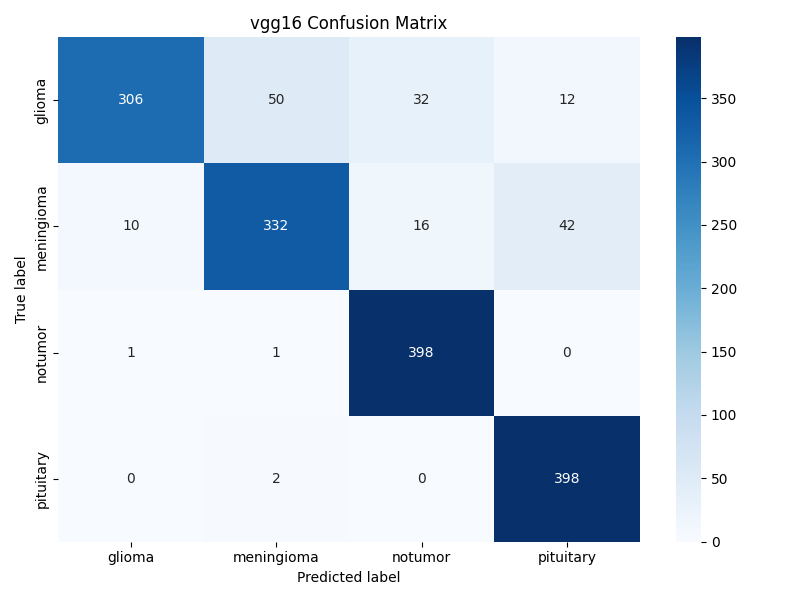 vgg16 Confusion Matrix
glioma 306 50 32 12
meningioma 10 332 16 42
notumor 1 1 398 0
pituitary 0 2 0 398
True label
glioma meningioma notumor pituitary
Predicted label
350
300
250
200
150
100
50
0